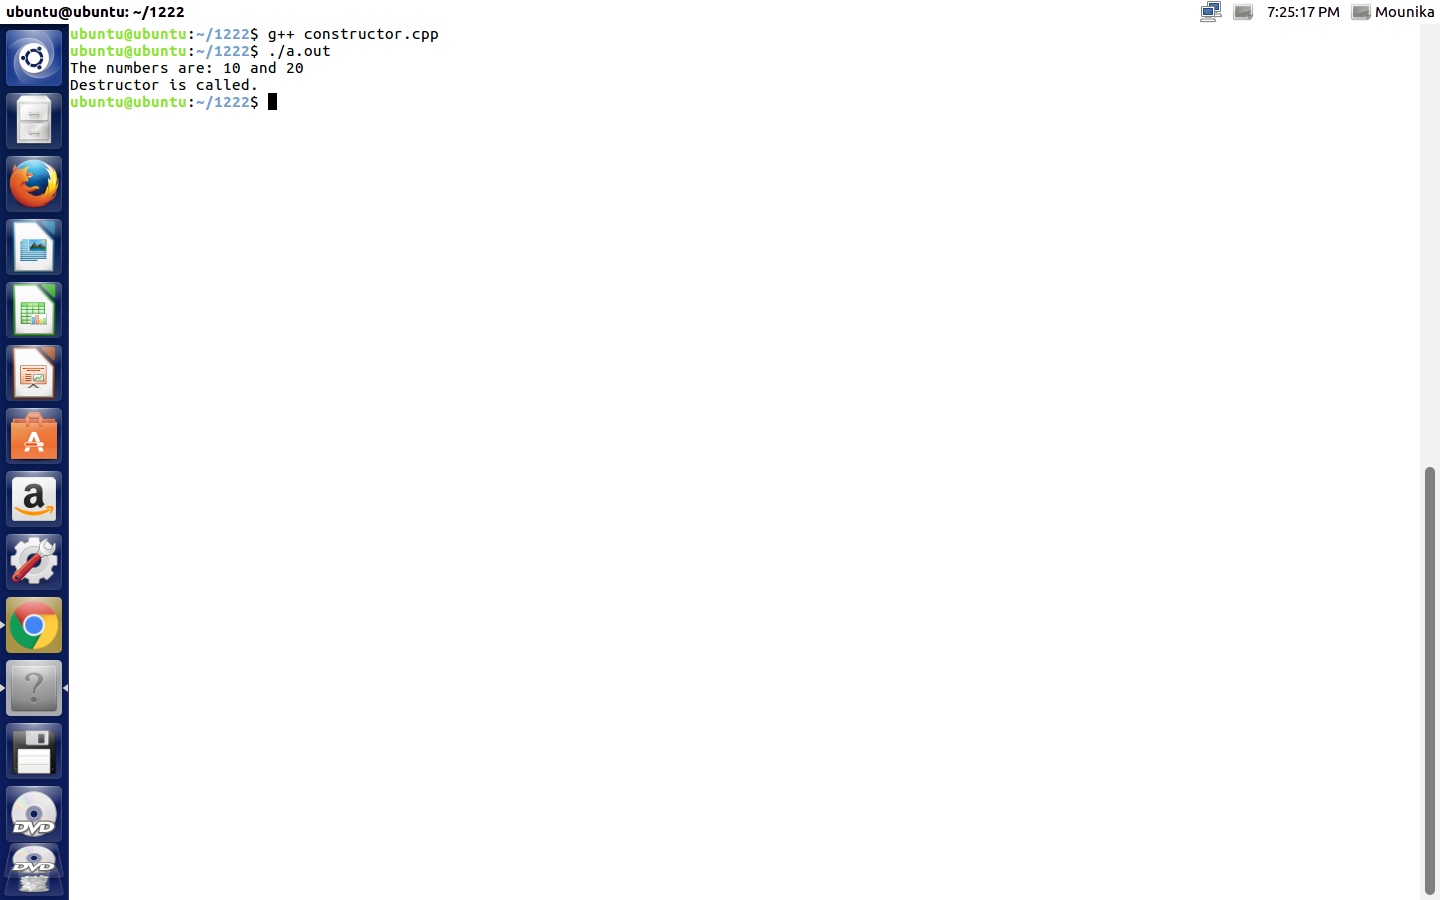 ubuntu@ubuntu: ~/1222
7:25:17 PM
Mounika
ubuntu@ubuntu:~/1222$ g++ constructor.cpp
ubuntu@ubuntu:~/1222$ ./a.out
The numbers are: 10 and 20
Destructor is called.
ubuntu@ubuntu:~/1222$
A
a
?
DVD
DVD